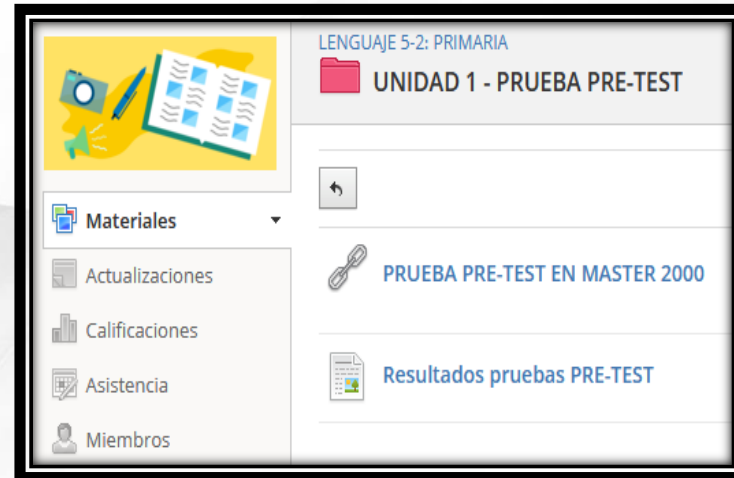 LENGUAJE 5-2: PRIMARIA
UNIDAD 1 - PRUEBA PRE-TEST
Materiales
Actualizaciones
Calificaciones
Asistencia
Miembros
PRUEBA PRE-TEST EN MASTER 2000
Resultados pruebas PRE-TEST